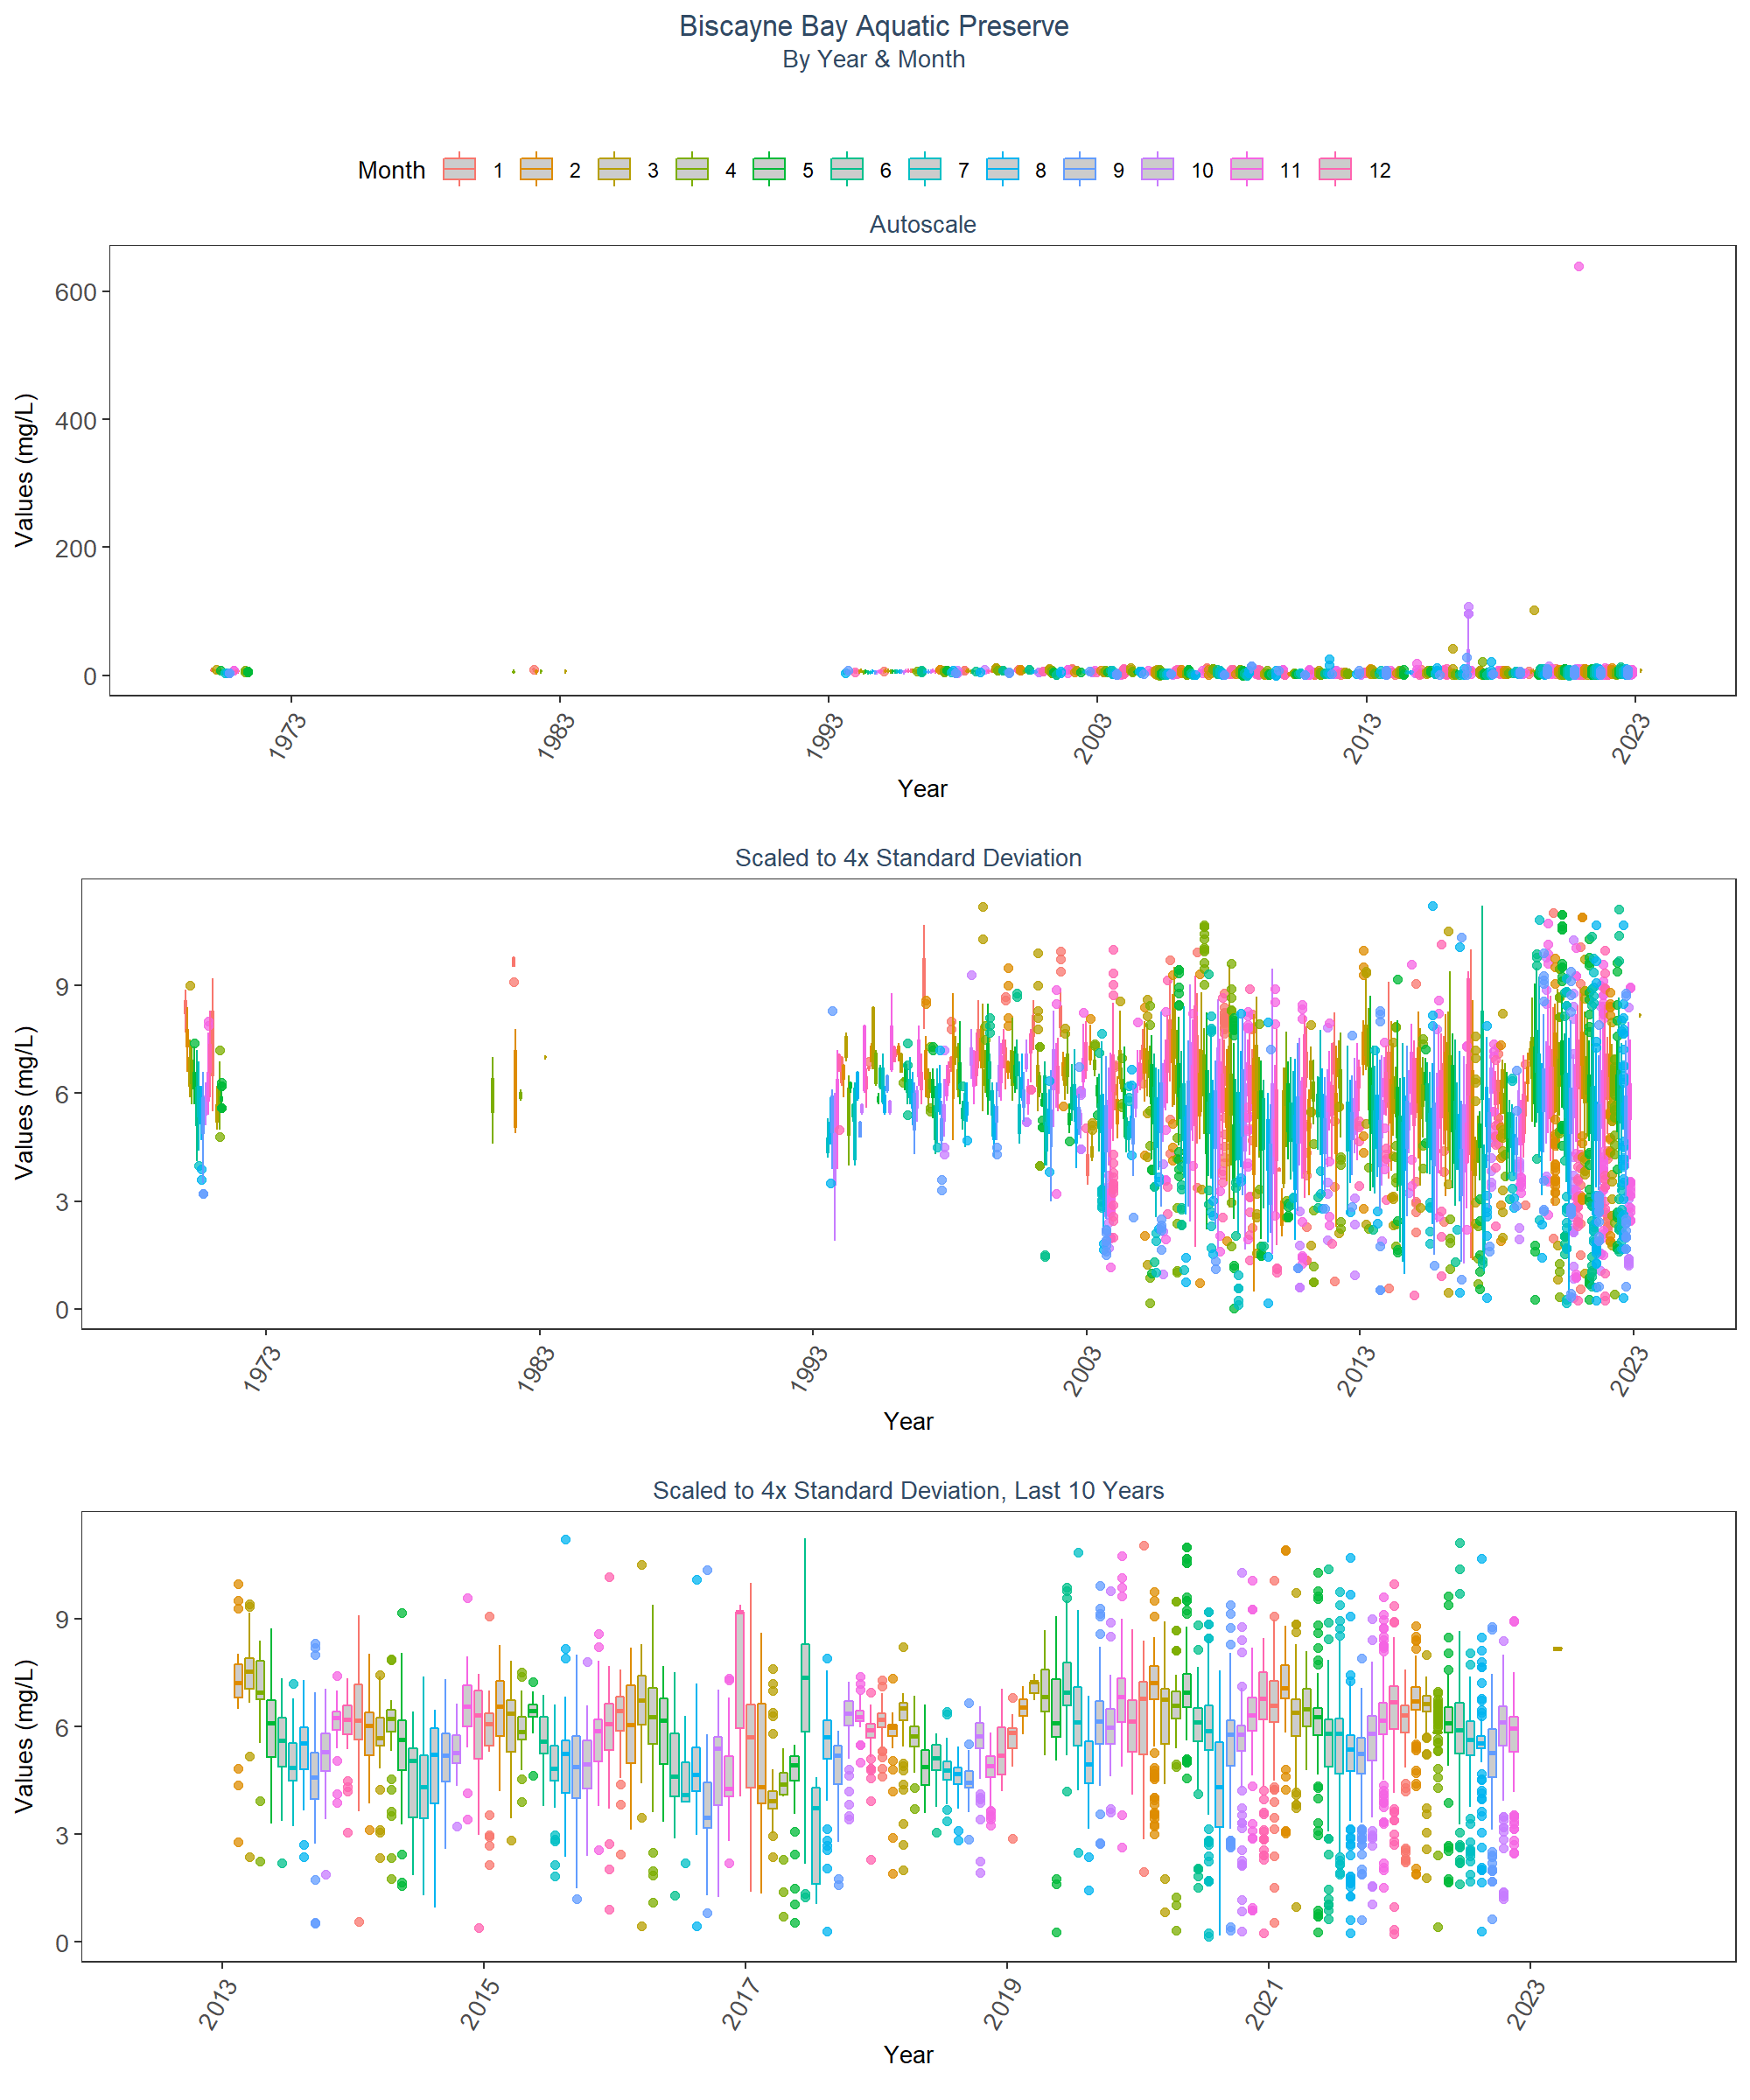 Biscayne Bay Aquatic Preserve
By Year & Month
Month 1 2 3 4 5 6 7 8 9 10 11 12
Autoscale
Values (mg/L)
600
400
200
0
1973 1983 1993 2003 2013 2023
Year
Scaled to 4x Standard Deviation
Values (mg/L)
9
6
3
0
1973 1983 1993 2003 2013 2023
Year
Scaled to 4x Standard Deviation, Last 10 Years
Values (mg/L)
9
6
3
0
2013 2015 2017 2019 2021 2023
Year